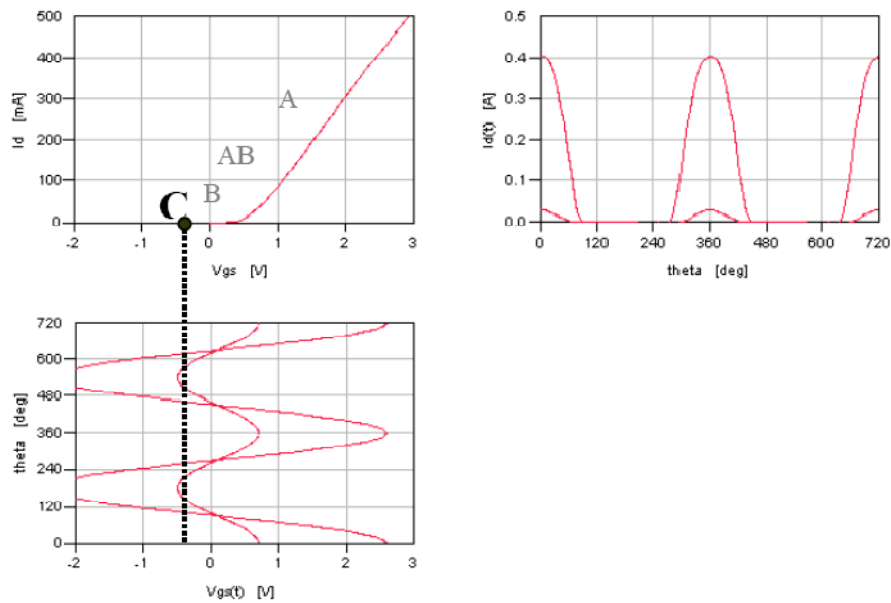 500
400
300
200
100
0
Id [mA]
A
AB
B
C
-2 -1 0 1 2 3
Vgs [V]
0.5
0.4
0.3
0.2
0.1
0.0
Id(t) [A]
0 120 240 360 480 600 720
theta [deg]
720
600
480
360
240
120
0
theta [deg]
-2 -1 0 1 2 3
Vgs(t) [V]